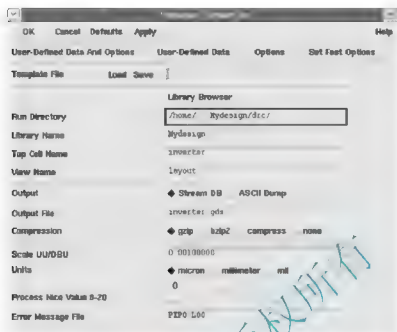 OK Cancel Defaults Apply Help
User-Defined Data And Options User-Defined Data Options Set Fast Options
Template File Load Save
Library Browser
Run Directory /home/ Mydesign/drc/
Library Name Mydesign
Top Cell Name inverter
View Name layout
Output Stream DB ASCII Dump
Output File inverter gds
Compression gzip bzip2 compress none
Scale UU/DBU 0 00100000
Units micron millimeter mil
Process Nice Value 0-20 0
Error Message File PIPO LOG
权所有